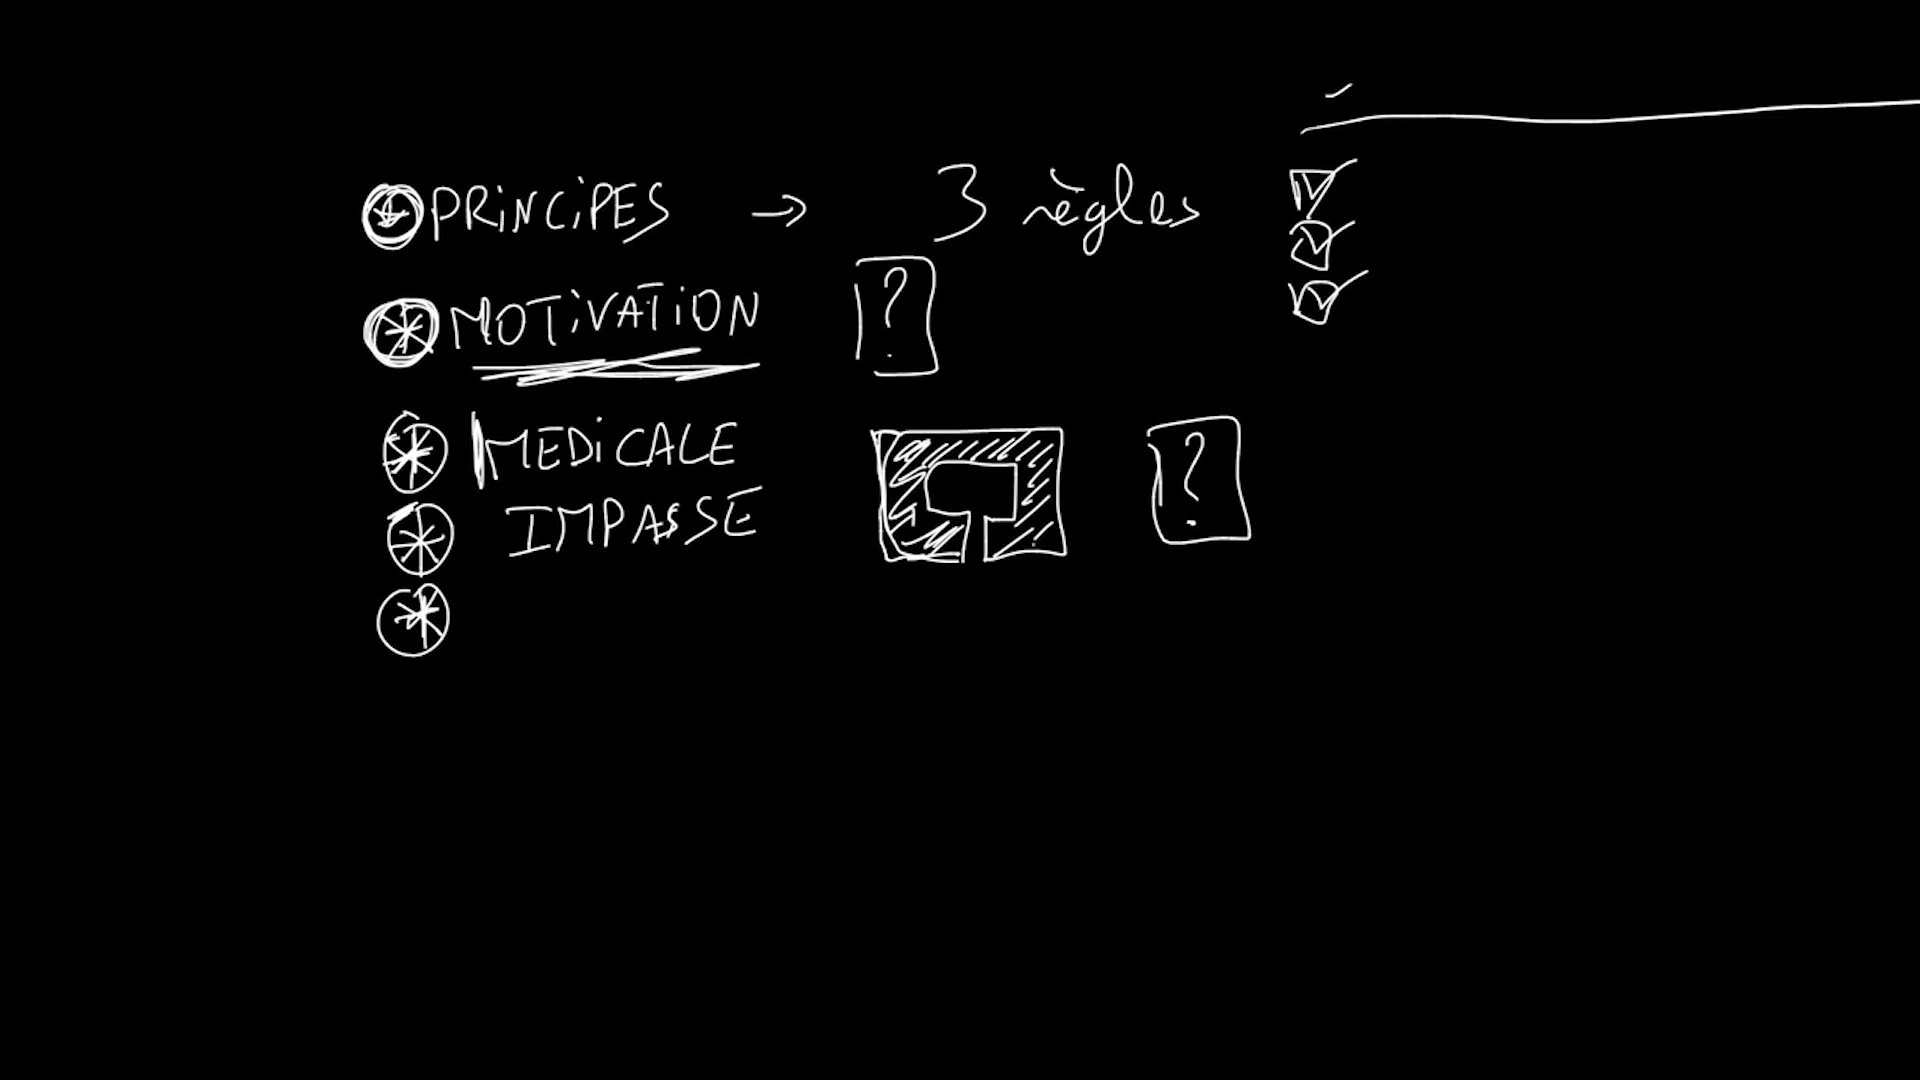 PRINCIPES → 3 règles
MOTIVATION ?
MEDICALE
IMPASSE ?